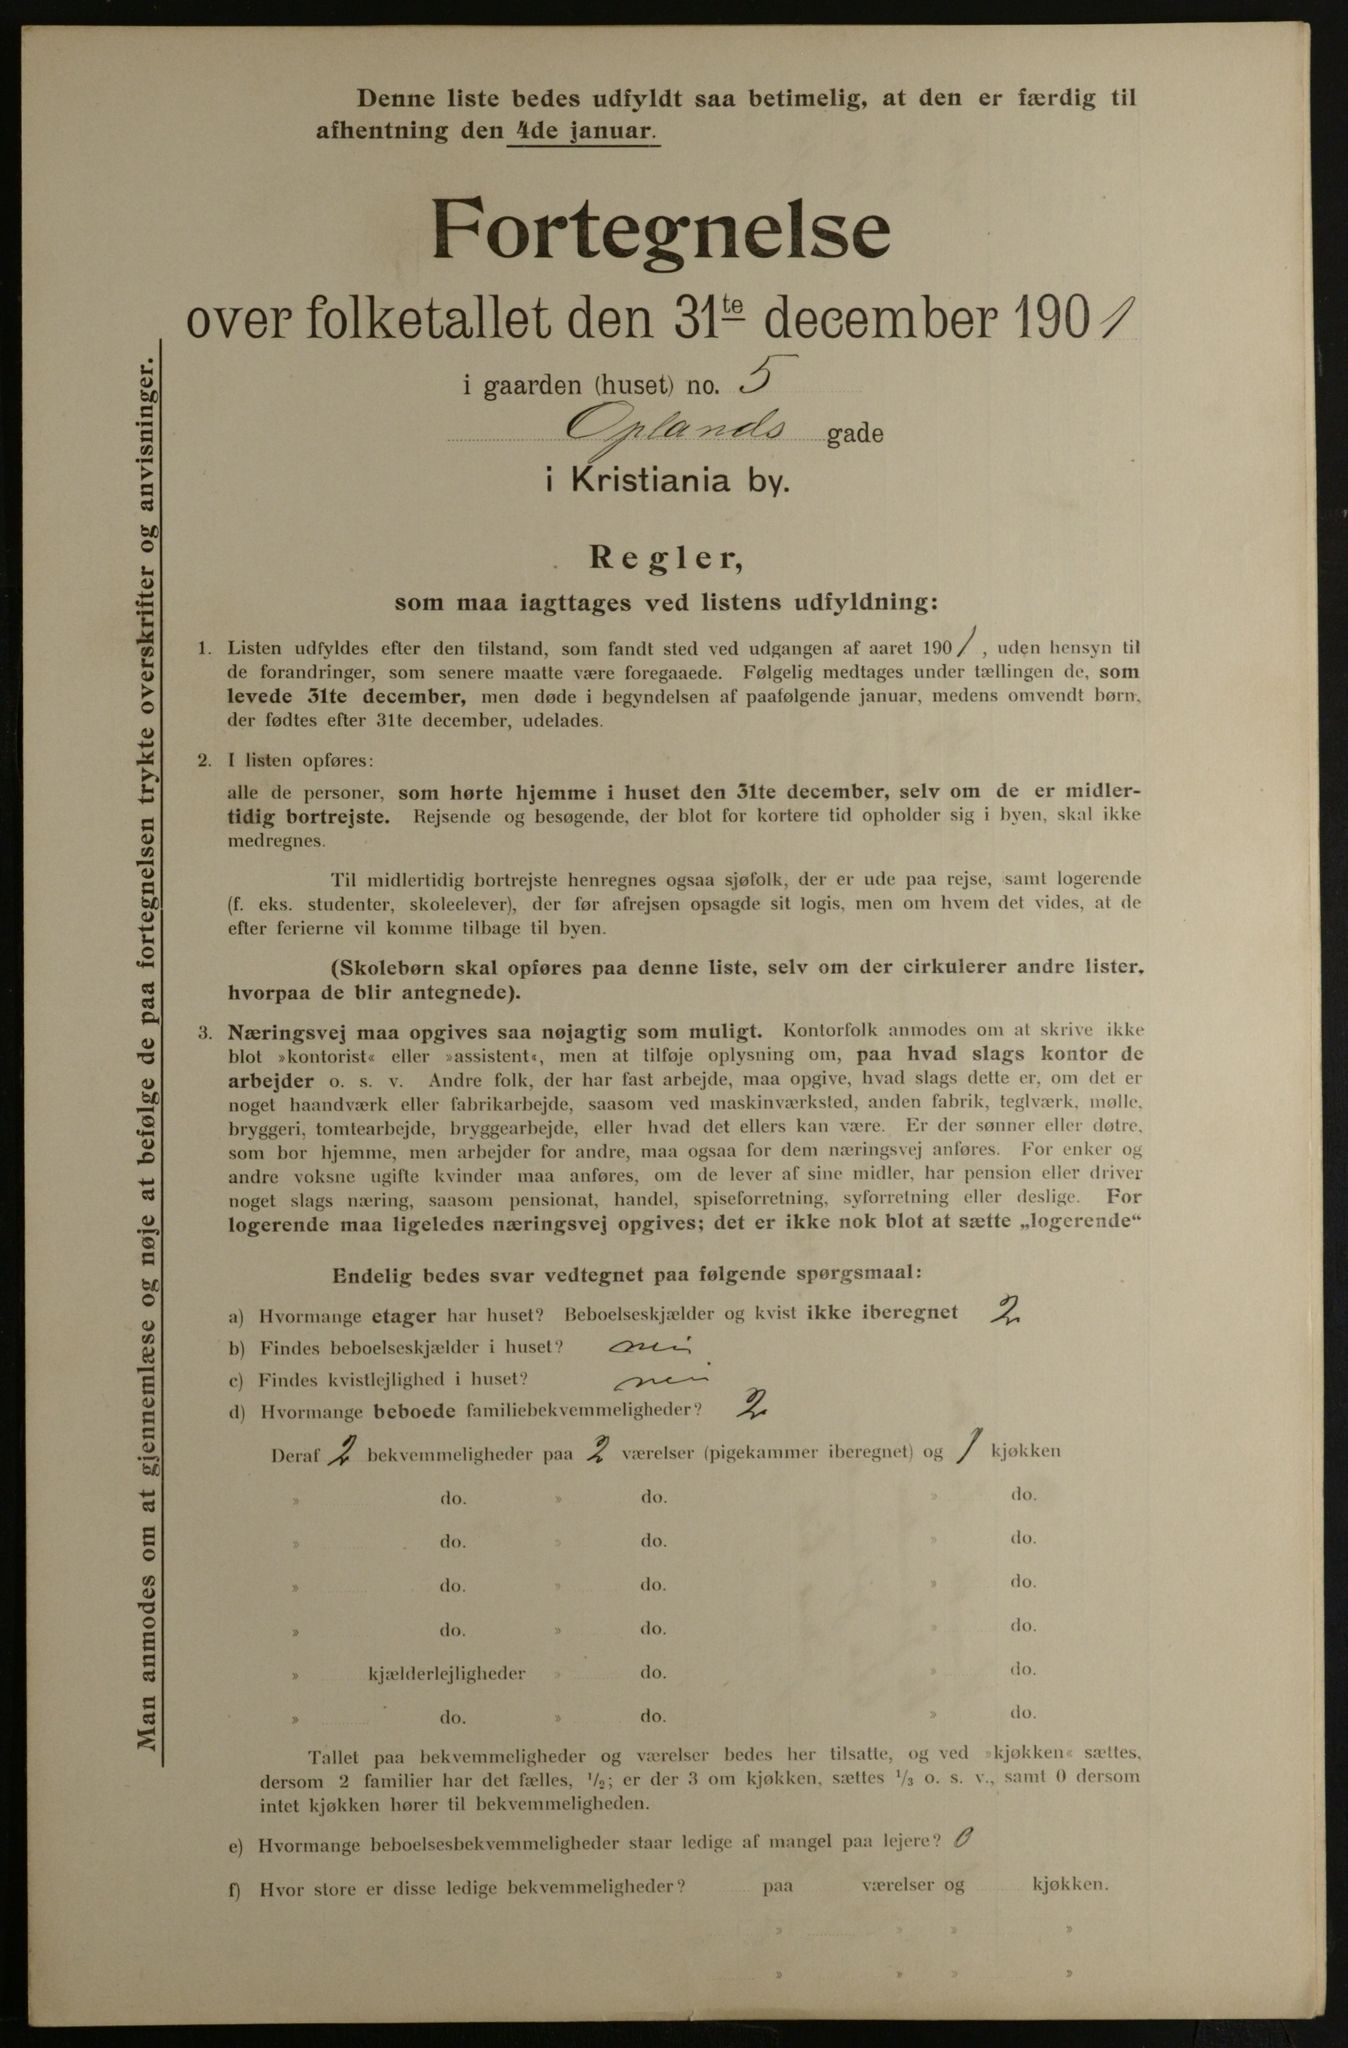 Denne liste bedes udfyldt saa betimelig, at den er færdig til
afhentning den 4de januar.
Fortegnelse
over folketallet den 31te december 1901
i gaarden (huset) no. 5
Oplands gade
i Kristiania by.
Regler,
som maa iagttages ved listens udfyldning:
1. Listen udfyldes efter den tilstand, som fandt sted ved udgangen af aaret 1901, uden hensyn til
de forandringer, som senere maatte være foregaaede. Følgelig medtages under tællingen de, som
levede 31te december, men døde i begyndelsen af paafølgende januar, medens omvendt børn,
der fødtes efter 31te december, udelades.
2. I listen opføres:
alle de personer, som hørte hjemme i huset den 31te december, selv om de er midler-
tidig bortrejste. Rejsende og besøgende, der blot for kortere tid opholder sig i byen, skal ikke
medregnes.
Til midlertidig bortrejste henregnes ogsaa sjøfolk, der er ude paa rejse, samt logerende
(f. eks. studenter, skoleelever), der før afrejsen opsagde sit logis, men om hvem det vides, at de
efter ferierne vil komme tilbage til byen.
(Skolebørn skal opføres paa denne liste, selv om der cirkulerer andre lister,
hvorpaa de blir antegnede).
3. Næringsvej maa opgives saa nøjagtig som muligt. Kontorfolk anmodes om at skrive ikke
blot »kontorist« eller »assistent«, men at tilføje oplysning om, paa hvad slags kontor de
arbejder o. s. v. Andre folk, der har fast arbejde, maa opgive, hvad slags dette er, om det er
noget haandværk eller fabrikarbejde, saasom ved maskinværksted, anden fabrik, teglværk, mølle,
bryggeri, tomtearbejde, bryggearbejde, eller hvad det ellers kan være. Er der sønner eller døtre,
som bor hjemme, men arbejder for andre, maa ogsaa for dem næringsvej anføres. For enker og
andre voksne ugifte kvinder maa anføres, om de lever af sine midler, har pension eller driver
noget slags næring, saasom pensionat, handel, spiseforretning, syforretning eller deslige. For
logerende maa ligeledes næringsvej opgives; det er ikke nok blot at sætte „logerende“
Endelig bedes svar vedtegnet paa følgende spørgsmaal:
a) Hvormange etager har huset? Beboelseskjælder og kvist ikke iberegnet 2
b) Findes beboelseskjælder i huset? nei
c) Findes kvistlejlighed i huset? nei
d) Hvormange beboede familiebekvemmeligheder? 2
Deraf 2 bekvemmeligheder paa 2 værelser (pigekammer iberegnet) og 1 kjøkken
» do. » do. » do.
» do. » do. » do.
» do. » do. » do.
» do. » do. » do.
» kjælderlejligheder » do. » do.
» do. » do. » do.
Tallet paa bekvemmeligheder og værelser bedes her tilsatte, og ved »kjøkken« sættes,
dersom 2 familier har det fælles, 1/2; er der 3 om kjøkken, sættes 1/3 o. s. v., samt 0 dersom
intet kjøkken hører til bekvemmeligheden.
e) Hvormange beboelsesbekvemmeligheder staar ledige af mangel paa lejere? 0
f) Hvor store er disse ledige bekvemmeligheder? paa værelser og kjøkken.
» » » »
» » » »
Man anmodes om at gjennemlæse og nøje at befølge de paa fortegnelsen trykte overskrifter og anvisninger.